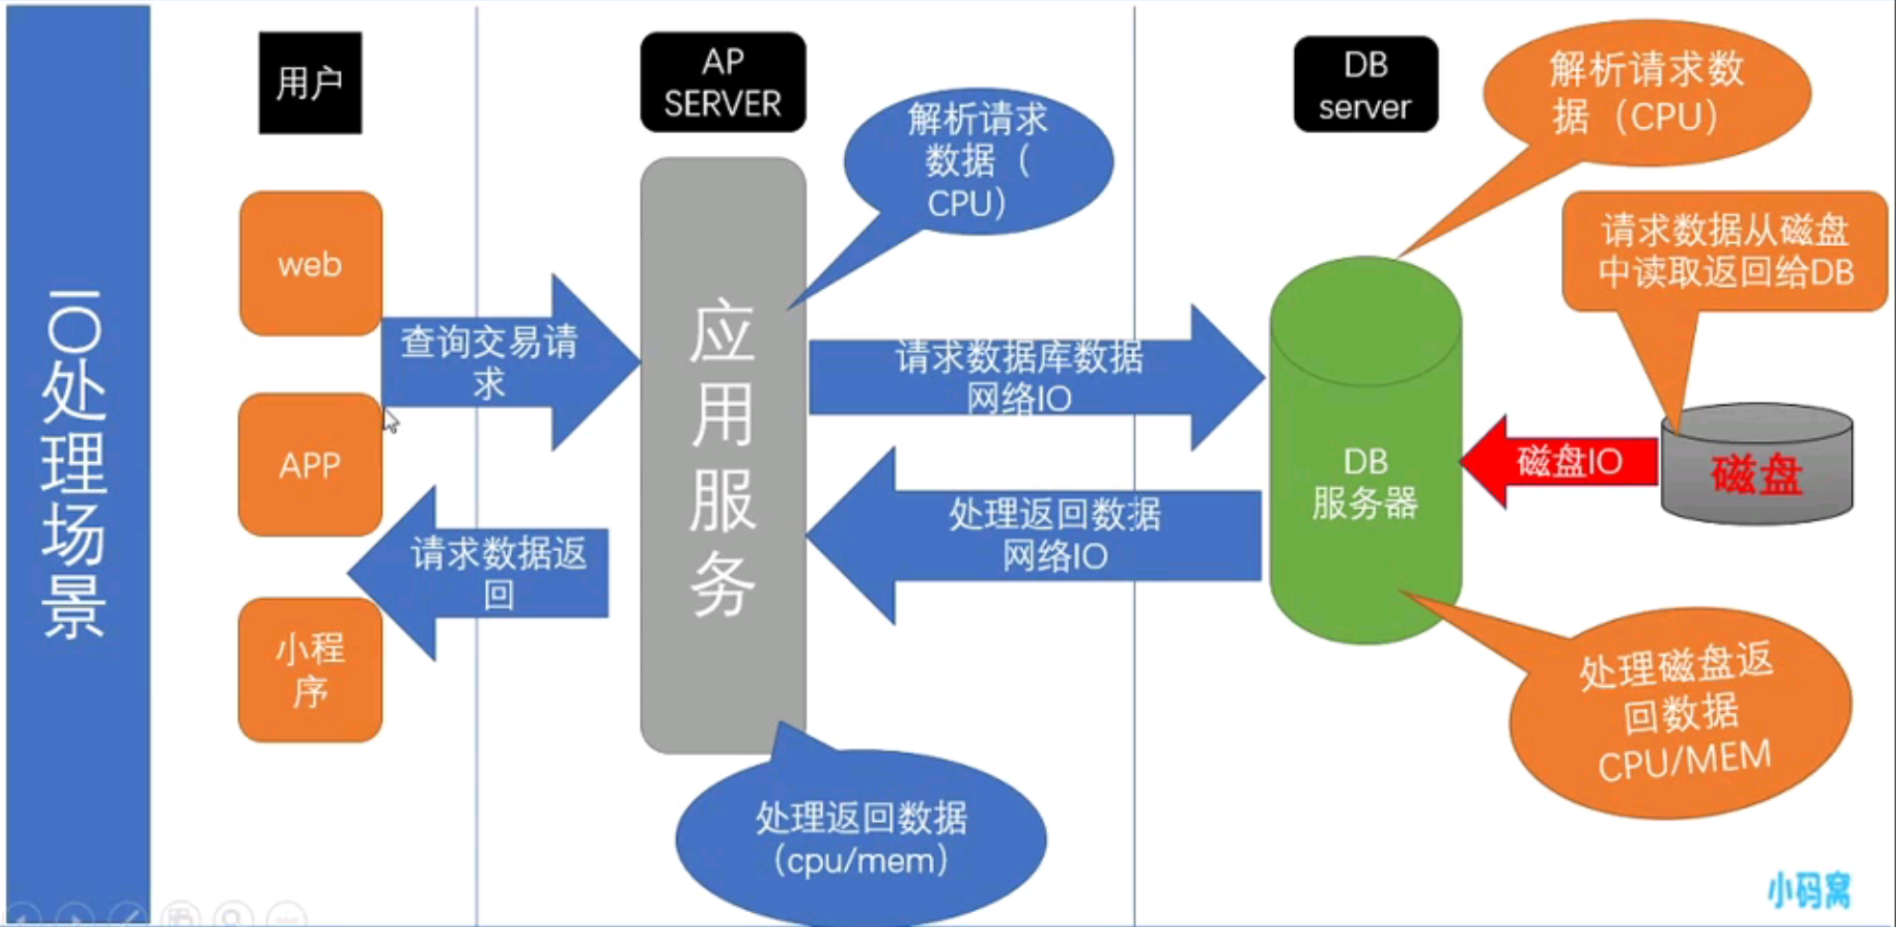 IO处理场景
用户
web
APP
小程
序
查询交易请
求
请求数据返
回
AP
SERVER
应用服务
解析请求
数据（
CPU）
处理返回数据
（cpu/mem）
请求数据库数据
网络IO
处理返回数据
网络IO
DB
server
DB
服务器
解析请求数
据（CPU）
请求数据从磁盘
中读取返回给DB
磁盘IO
磁盘
处理磁盘返
回数据
CPU/MEM
小码窝